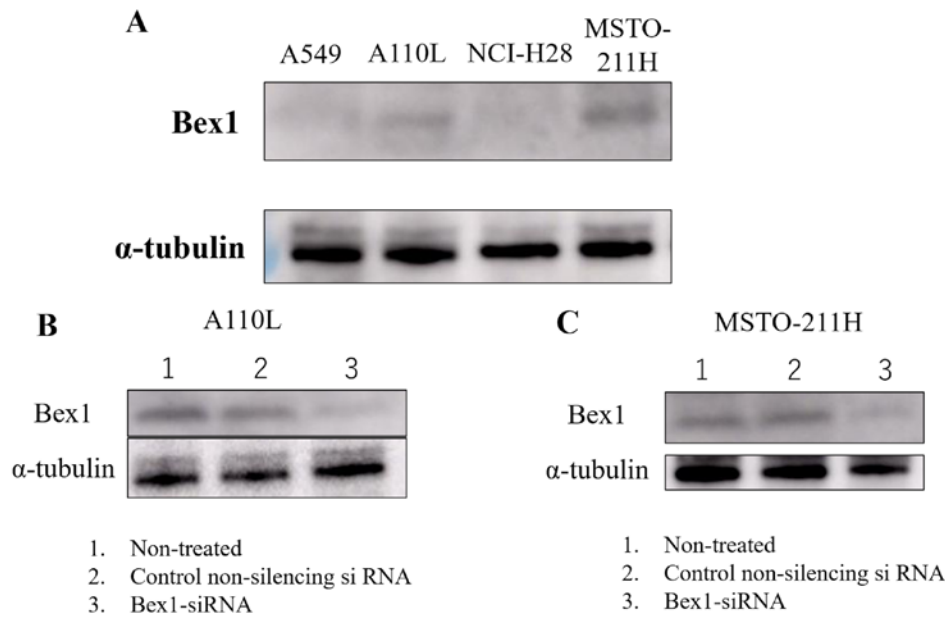 A
A549 A110L NCI-H28 MSTO-
211H
Bex1
α-tubulin
B
A110L
1 2 3
Bex1
α-tubulin
1. Non-treated
2. Control non-silencing si RNA
3. Bex1-siRNA
C
MSTO-211H
1 2 3
Bex1
α-tubulin
1. Non-treated
2. Control non-silencing si RNA
3. Bex1-siRNA